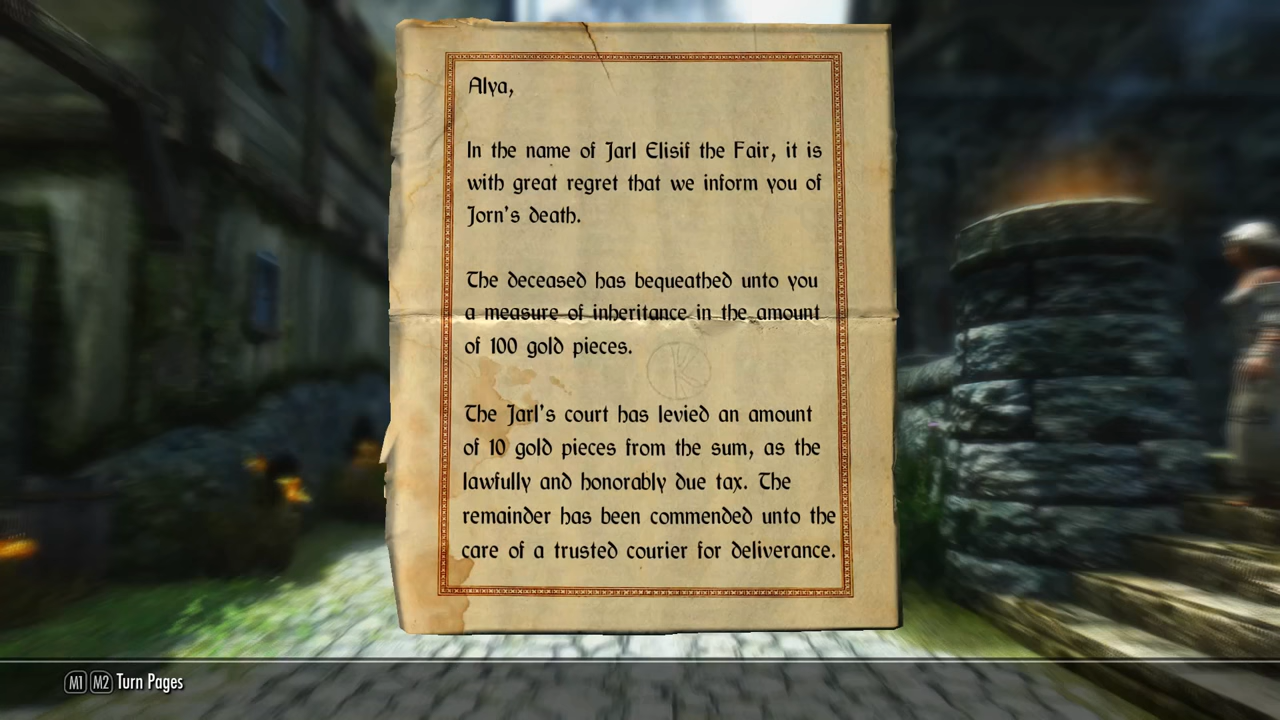 Alva,
In the name of Jarl Elisif the Fair, it is
with great regret that we inform you of
Jorn's death.
The deceased has bequeathed unto you
a measure of inheritance in the amount
of 100 gold pieces.
The Jarl's court has levied an amount
of 10 gold pieces from the sum, as the
lawfully and honorably due tax. The
remainder has been commended unto the
care of a trusted courier for deliverance.
M1 M2 Turn Pages